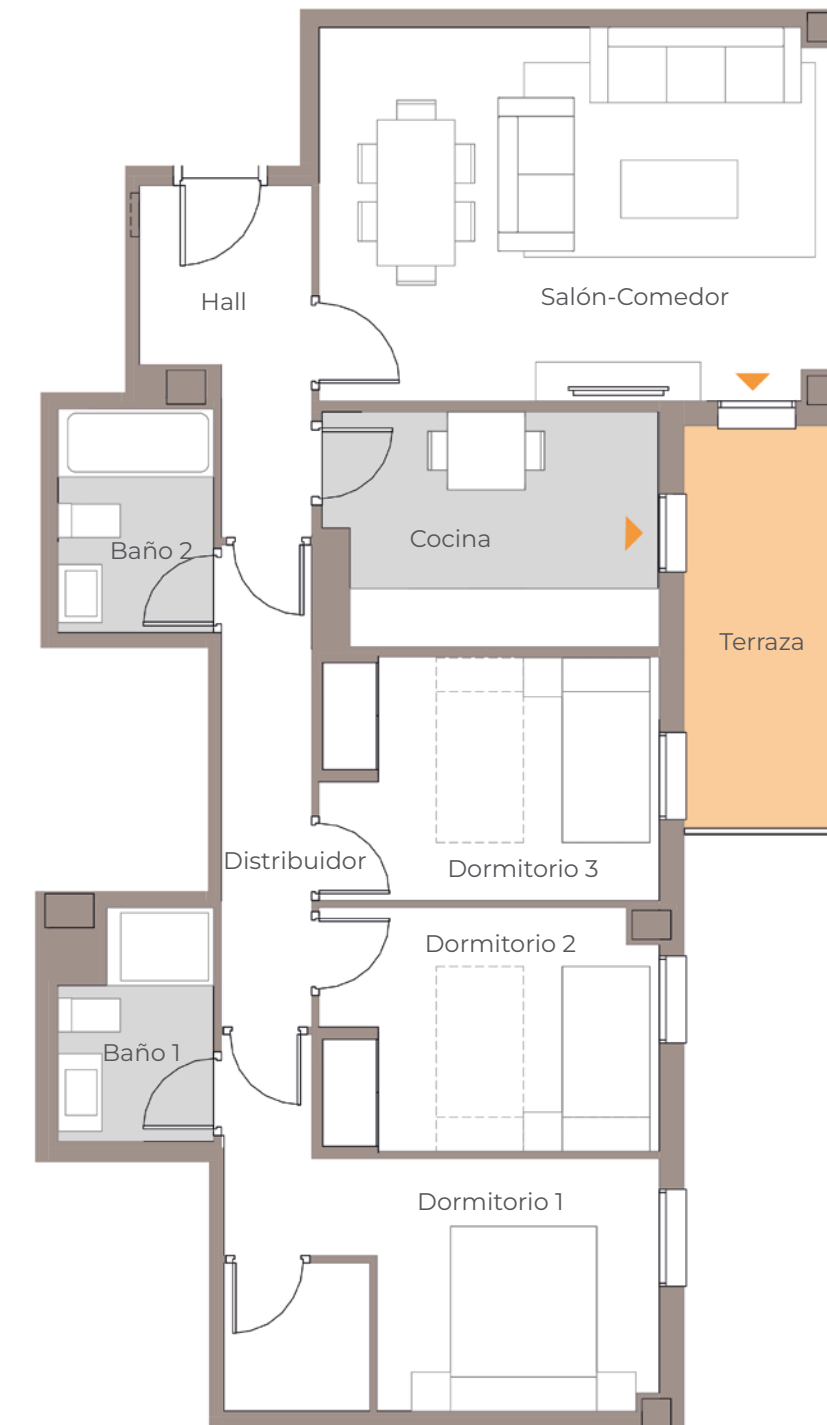 Salón-Comedor
Hall
Cocina
Baño 2
Terraza
Distribuidor
Dormitorio 3
Dormitorio 2
Baño 1
Dormitorio 1